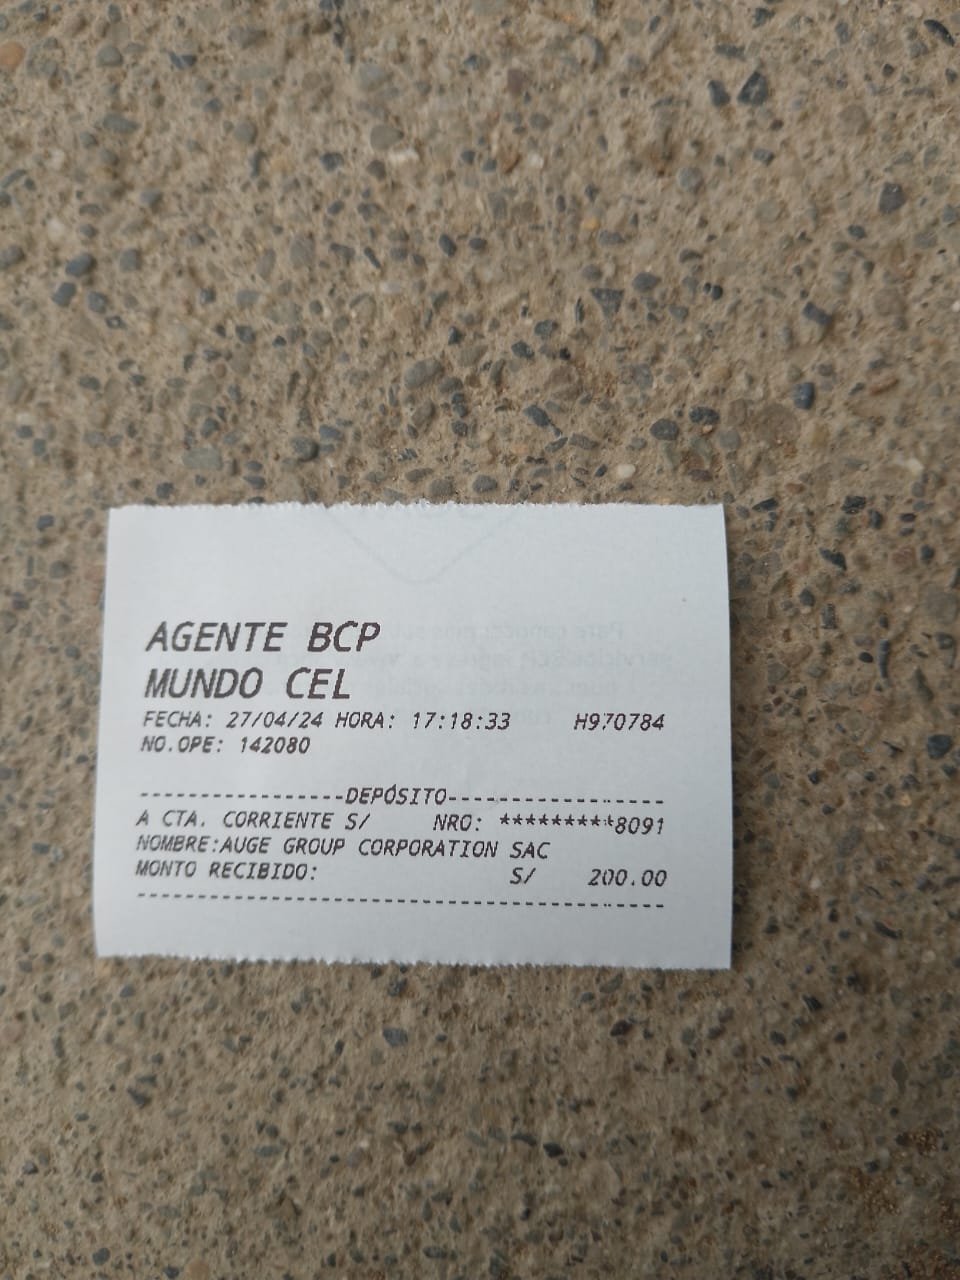 AGENTE BCP
MUNDO CEL
FECHA: 27/04/24 HORA: 17:18:33 H970784
NO.OPE: 142080
-----------------DEPÓSITO------------------
A CTA. CORRIENTE S/ NRO: **********8091
NOMBRE:AUGE GROUP CORPORATION SAC
MONTO RECIBIDO: S/ 200.00
-------------------------------------------